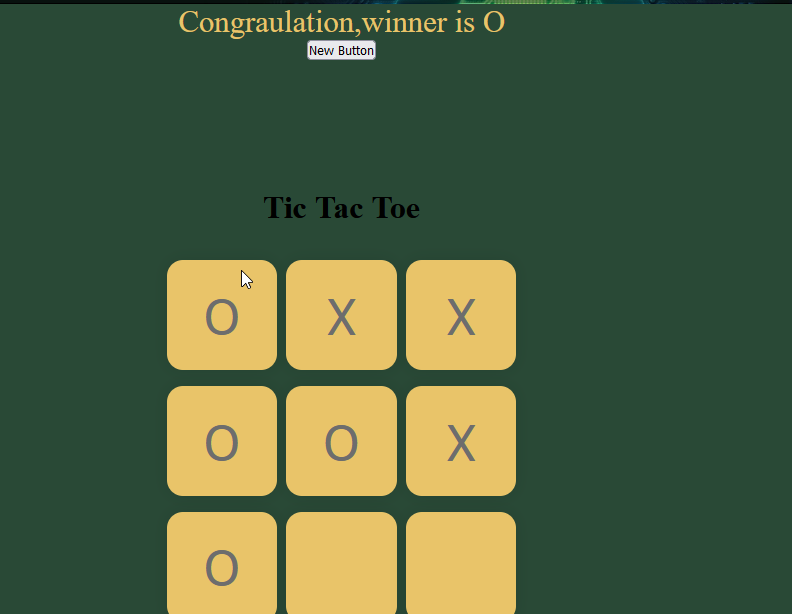 Congraulation,winner is O
New Button
Tic Tac Toe
O X X
O O X
O